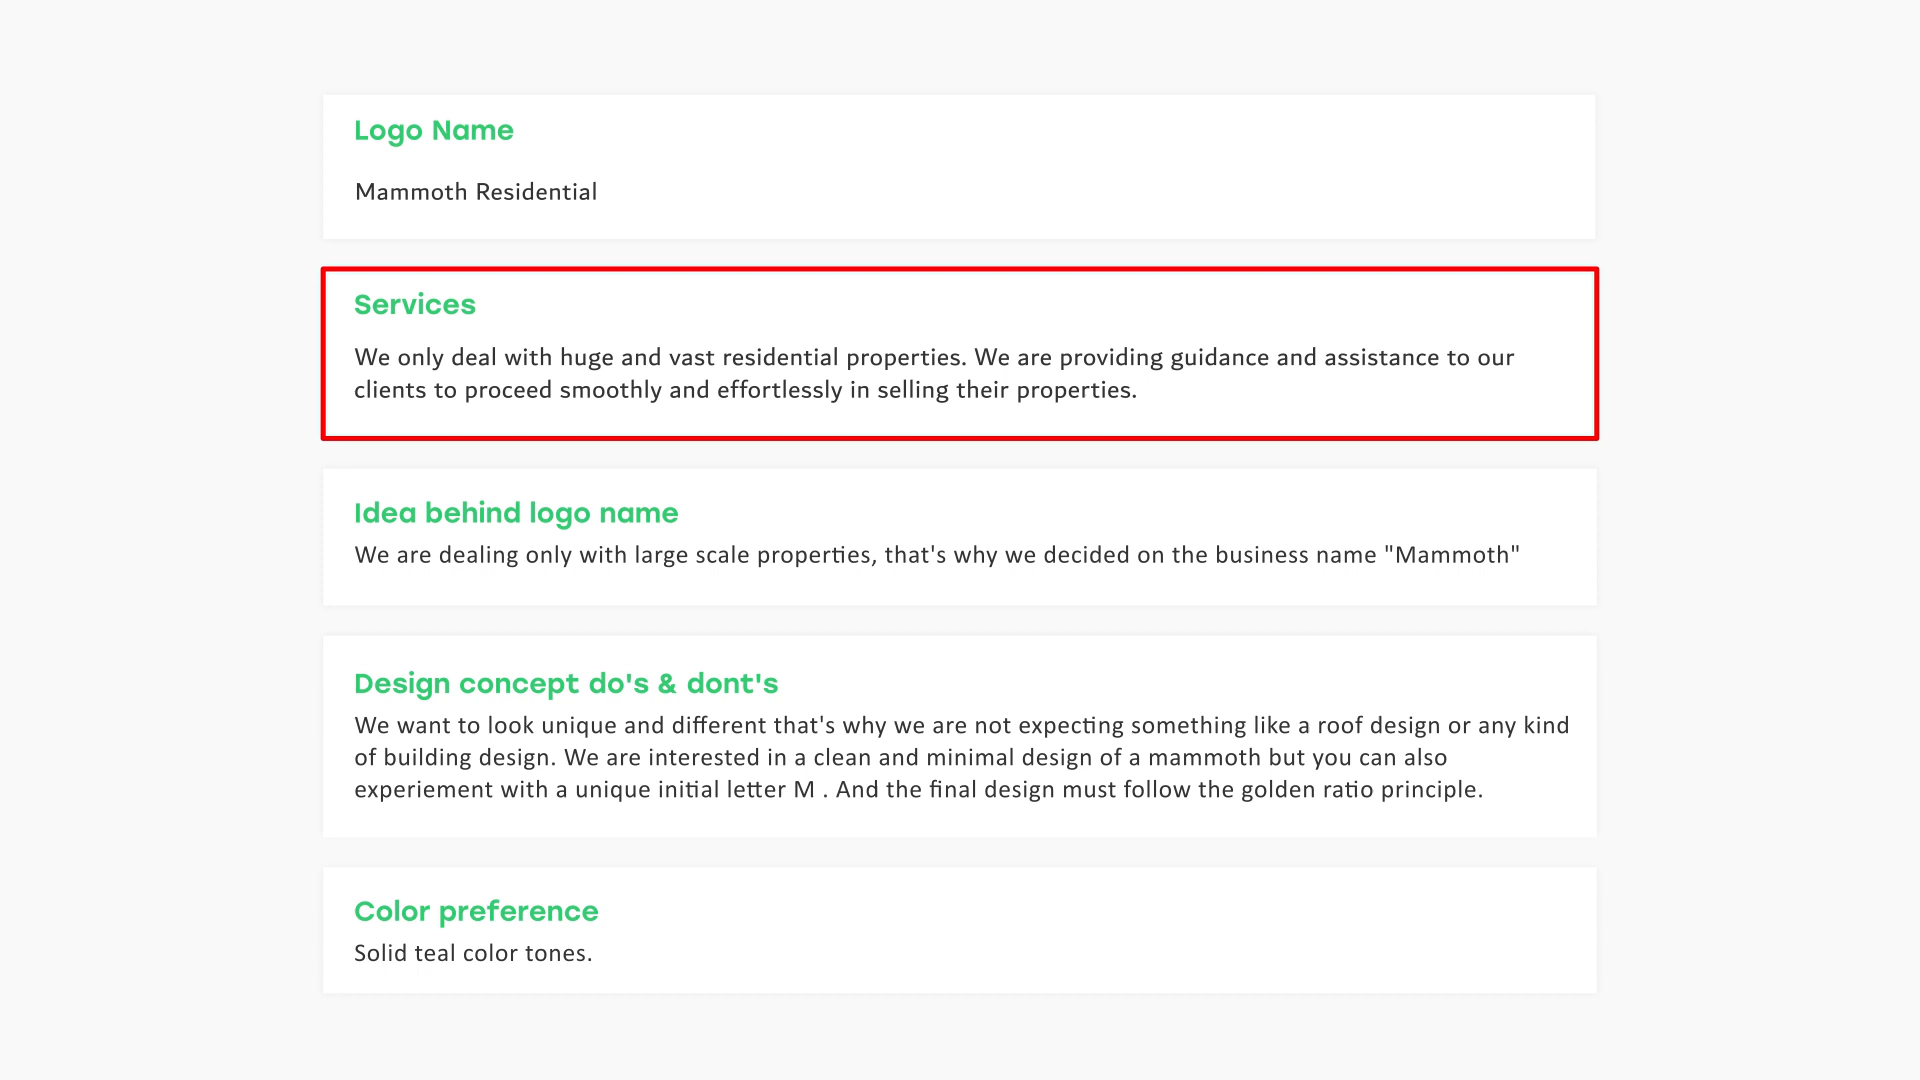 Logo Name
Mammoth Residential
Services
We only deal with huge and vast residential properties. We are providing guidance and assistance to our
clients to proceed smoothly and effortlessly in selling their properties.
Idea behind logo name
We are dealing only with large scale properties, that's why we decided on the business name "Mammoth"
Design concept do's & dont's
We want to look unique and different that's why we are not expecting something like a roof design or any kind
of building design. We are interested in a clean and minimal design of a mammoth but you can also
experiement with a unique initial letter M . And the final design must follow the golden ratio principle.
Color preference
Solid teal color tones.